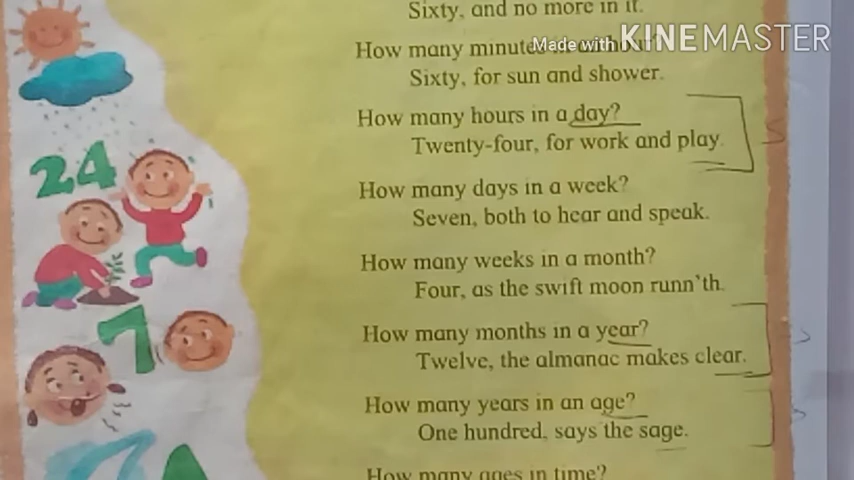 Sixty, and no more in it.
Made with KINEMASTER
How many minutes in an hour?
Sixty, for sun and shower.
How many hours in a day?
Twenty-four, for work and play.
24
How many days in a week?
Seven, both to hear and speak.
How many weeks in a month?
Four, as the swift moon runn'th.
7
How many months in a year?
Twelve, the almanac makes clear.
How many years in an age?
One hundred, says the sage.
How many ages in time?